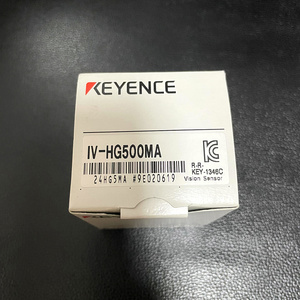 KEYENCE
IV-HG500MA
R-R-
KEY-1346C
24HG5MA #9E020619
Vision Sensor